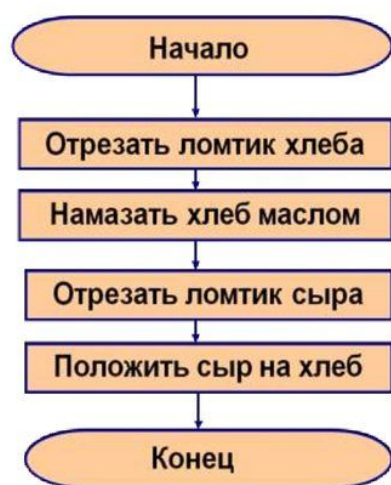 Начало
Отрезать ломтик хлеба
Намазать хлеб маслом
Отрезать ломтик сыра
Положить сыр на хлеб
Конец